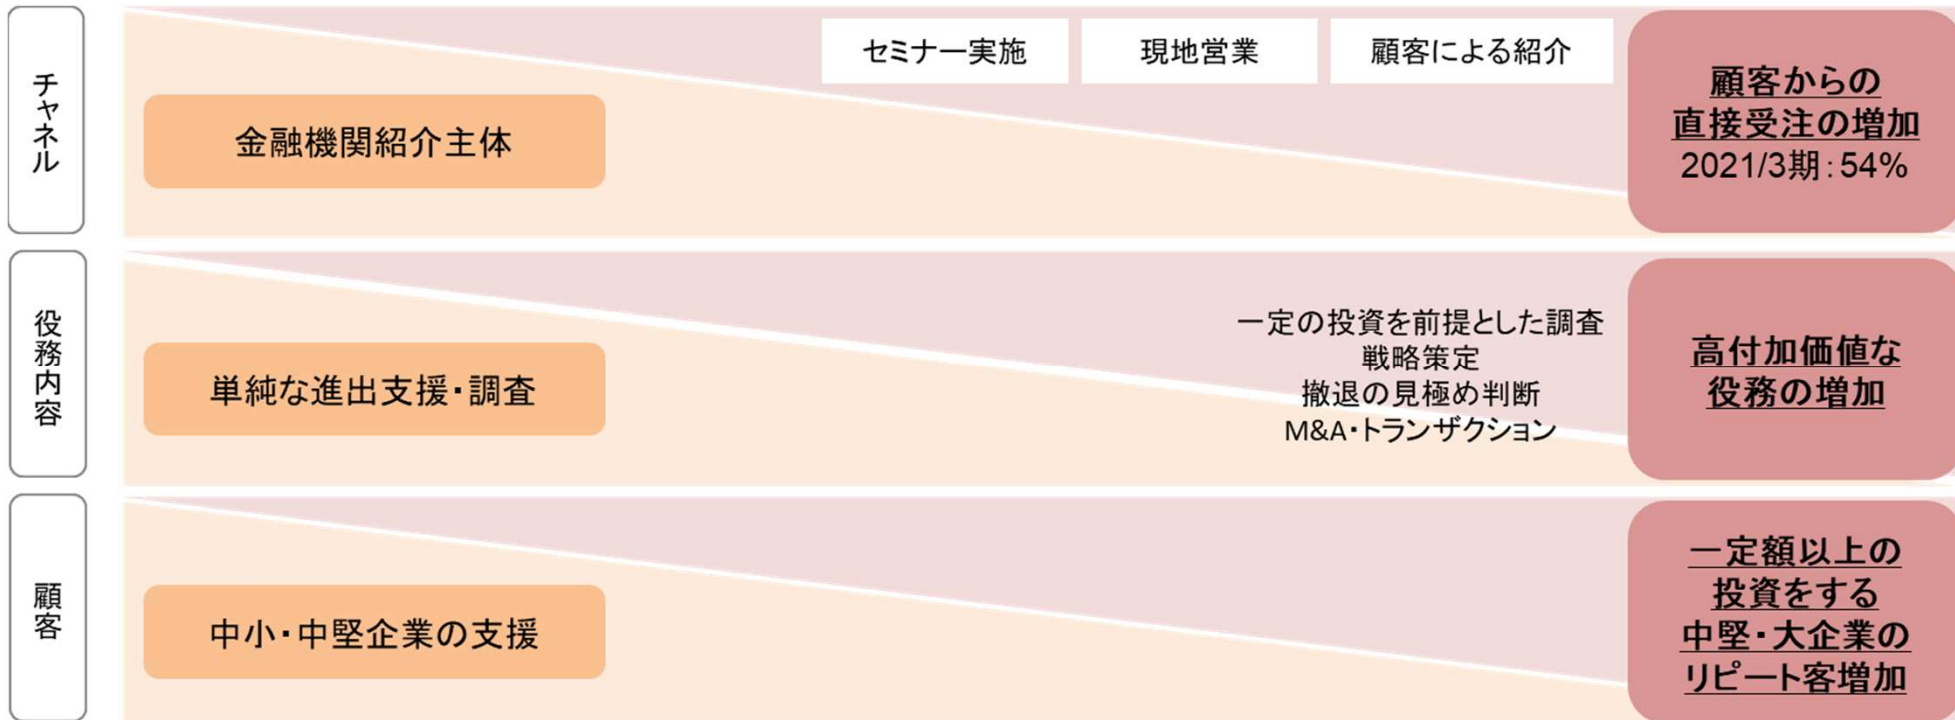 チャネル
金融機関紹介主体
セミナー実施
現地営業
顧客による紹介
顧客からの
直接受注の増加
2021/3期:54%
役務内容
単純な進出支援・調査
一定の投資を前提とした調査
戦略策定
撤退の見極め判断
M&A・トランザクション
高付加価値な
役務の増加
顧客
中小・中堅企業の支援
一定額以上の
投資をする
中堅・大企業の
リピート客増加